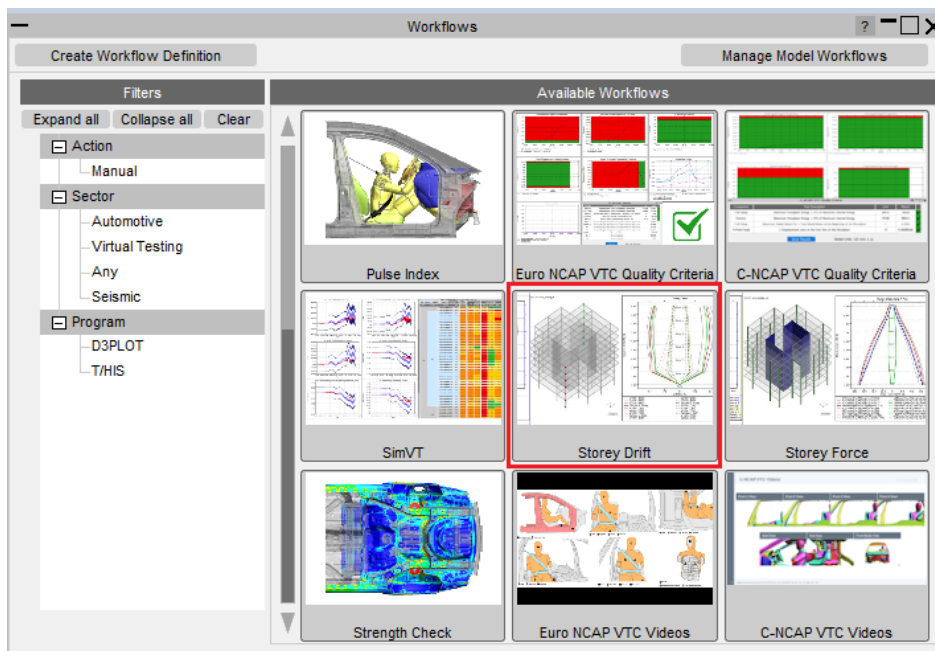 Workflows
?
Create Workflow Definition
Manage Model Workflows
Filters
Available Workflows
Expand all
Collapse all
Clear
Action
Manual
Sector
Automotive
Virtual Testing
Any
Seismic
Program
D3PLOT
T/HIS
Pulse Index
Euro NCAP VTC Quality Criteria
C-NCAP VTC Quality Criteria
SimVT
Storey Drift
Storey Force
Strength Check
Euro NCAP VTC Videos
C-NCAP VTC Videos